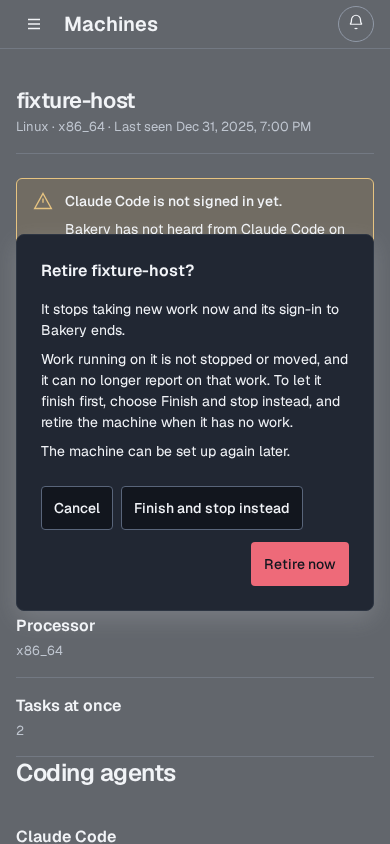 Machines
fixture-host
Linux · x86_64 · Last seen Dec 31, 2025, 7:00 PM
Claude Code is not signed in yet.
Bakery has not heard from Claude Code on
Retire fixture-host?
It stops taking new work now and its sign-in to
Bakery ends.
Work running on it is not stopped or moved, and
it can no longer report on that work. To let it
finish first, choose Finish and stop instead, and
retire the machine when it has no work.
The machine can be set up again later.
Cancel
Finish and stop instead
Retire now
Processor
x86_64
Tasks at once
2
Coding agents
Claude Code